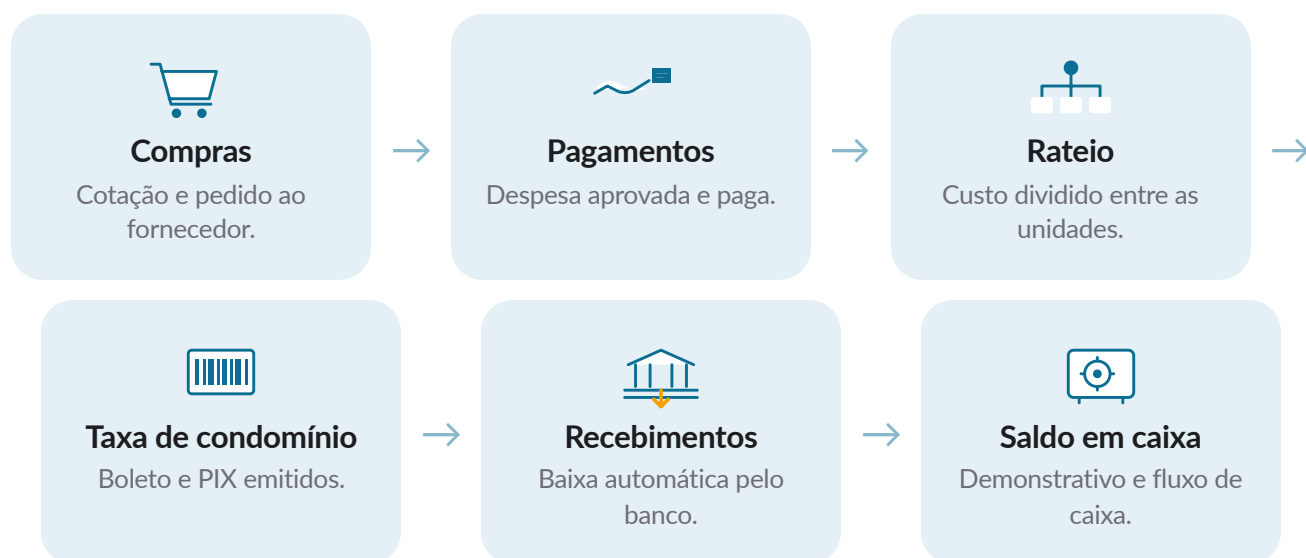 Compras
Cotação e pedido ao
fornecedor.
Pagamentos
Despesa aprovada e paga.
Rateio
Custo dividido entre as
unidades.
Taxa de condomínio
Boleto e PIX emitidos.
Recebimentos
Baixa automática pelo
banco.
Saldo em caixa
Demonstrativo e fluxo de
caixa.